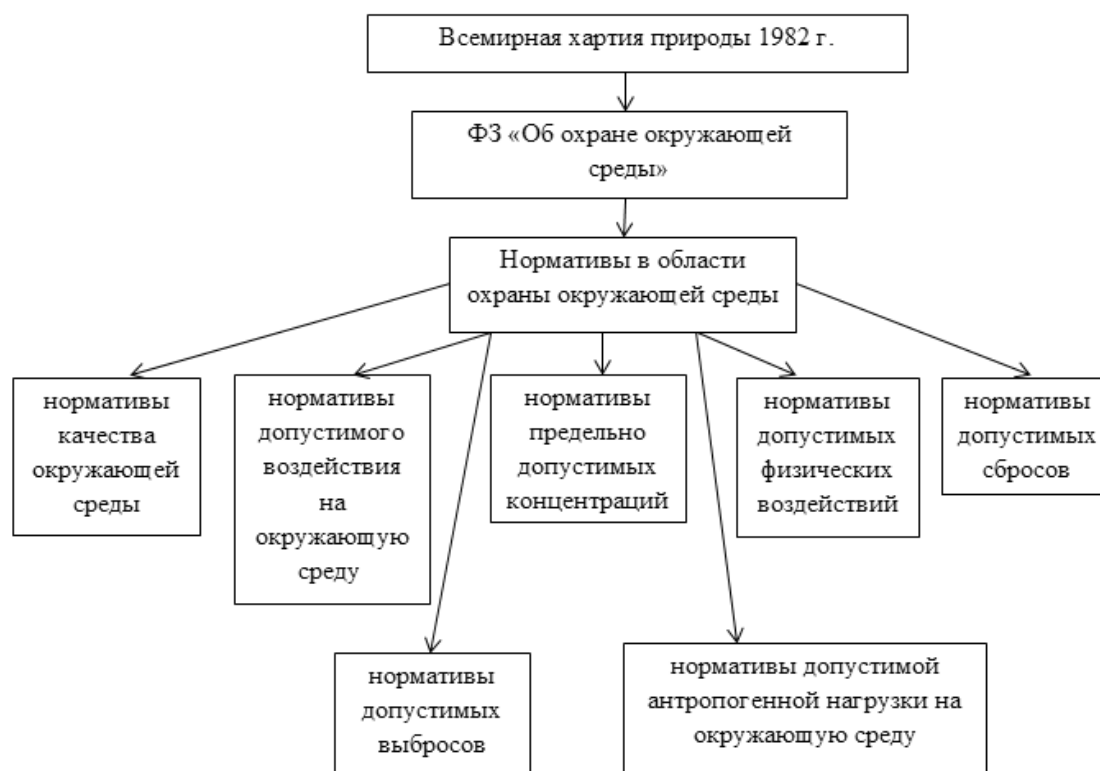 Всемирная хартия природы 1982 г.
ФЗ «Об охране окружающей
среды»
Нормативы в области
охраны окружающей среды
нормативы
качества
окружающей
среды
нормативы
допустимого
воздействия
на
окружающую
среду
нормативы
предельно
допустимых
концентраций
нормативы
допустимых
физических
воздействий
нормативы
допустимых
сбросов
нормативы
допустимых
выбросов
нормативы допустимой
антропогенной нагрузки на
окружающую среду